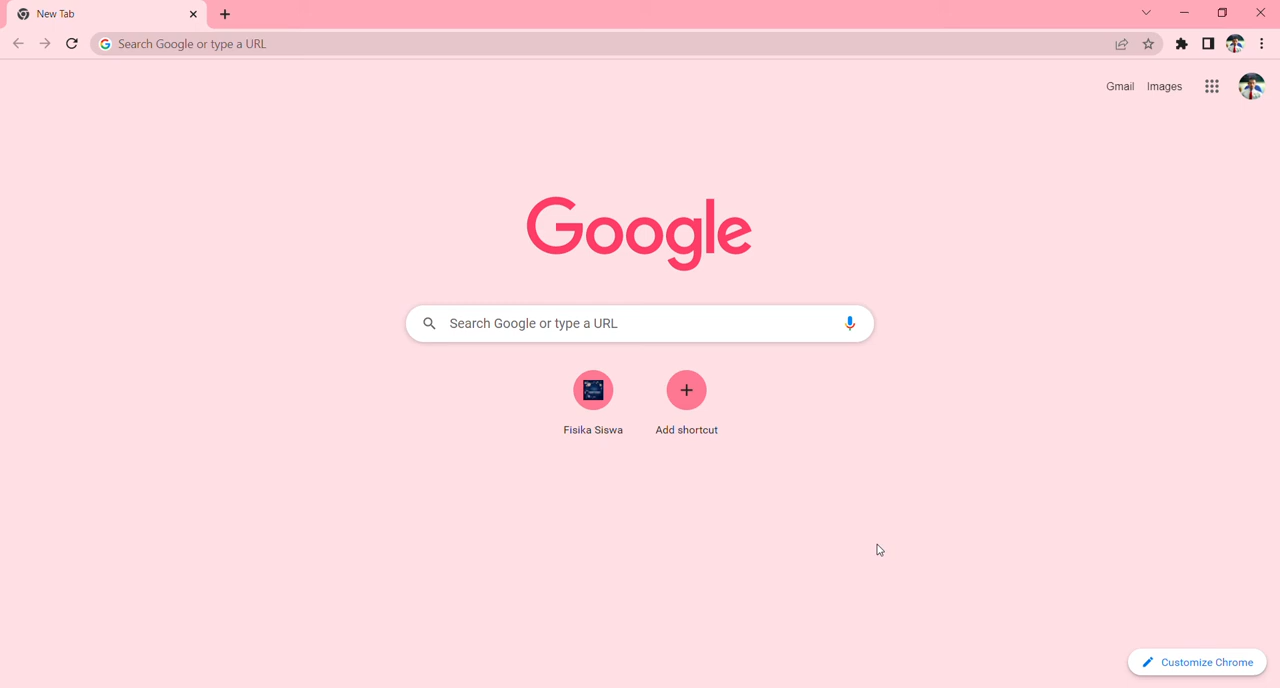 New Tab
Search Google or type a URL
Gmail Images
Google
Search Google or type a URL
Fisika Siswa Add shortcut
Customize Chrome